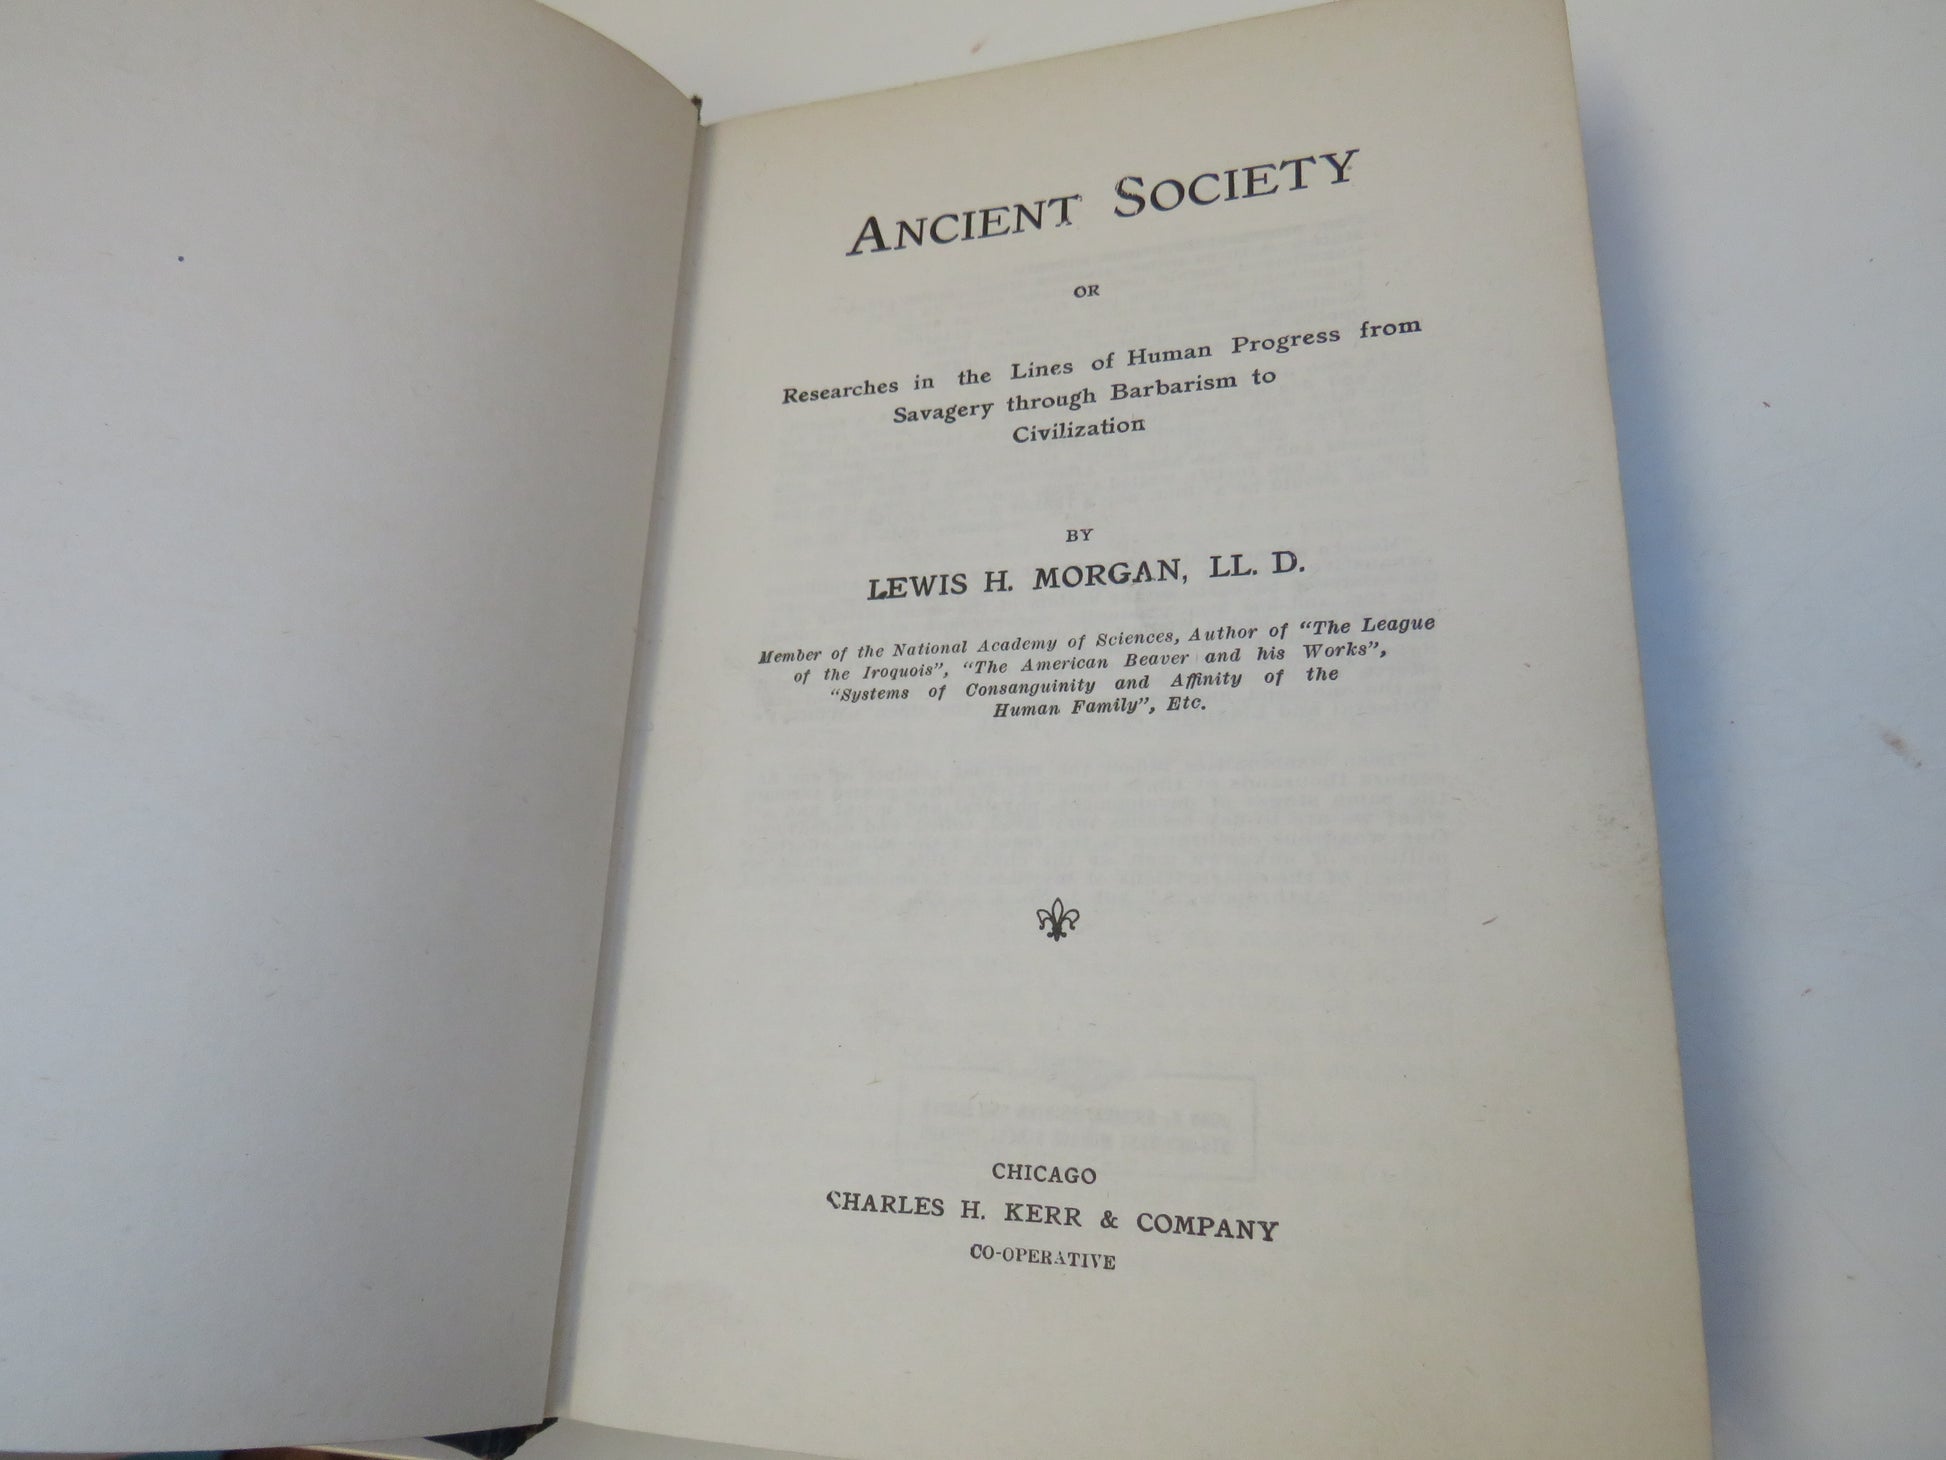 ANCIENT SOCIETY
OR
Researches in the Lines of Human Progress from
Savagery through Barbarism to
Civilization
BY
LEWIS H. MORGAN, LL. D.
Member of the National Academy of Sciences, Author of "The League
of the Iroquois", "The American Beaver and his Works",
"Systems of Consanguinity and Affinity of the
Human Family", Etc.
CHICAGO
CHARLES H. KERR & COMPANY
CO-OPERATIVE